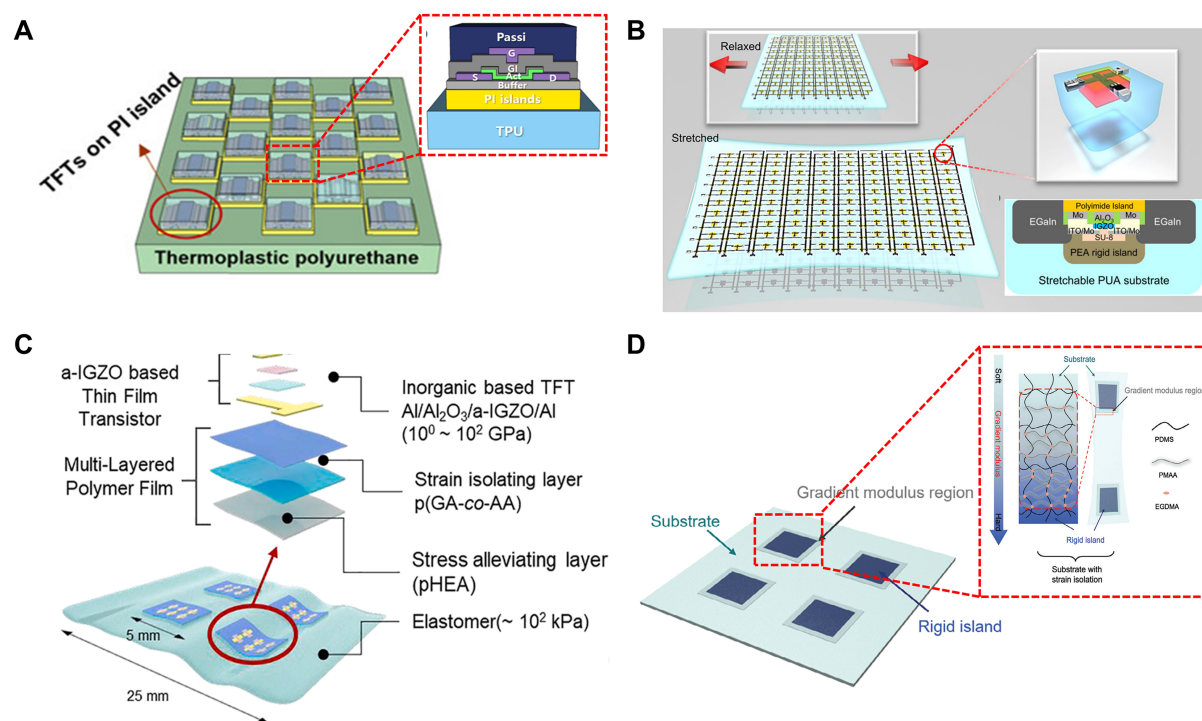 A
TFTs on PI island
Thermoplastic polyurethane
Passi
G
GI
S
Act
D
Buffer
PI islands
TPU
B
Relaxed
Stretched
Polyimide Island
EGaIn
Mo
Al₂O₃
Mo
EGaIn
ITO/Mo
IGZO
ITO/Mo
SU-8
PEA rigid island
Stretchable PUA substrate
C
a-IGZO based
Thin Film
Transistor
Multi-Layered
Polymer Film
Inorganic based TFT
Al/Al₂O₃/a-IGZO/Al
(10⁰ ~ 10² GPa)
Strain isolating layer
p(GA-co-AA)
Stress alleviating layer
(pHEA)
Elastomer(~ 10² kPa)
5 mm
25 mm
D
Substrate
Gradient modulus region
Rigid island
Soft
Gradient modulus
Hard
Substrate
Gradient modulus region
PDMS
PMAA
EGDMA
Rigid island
Substrate with
strain isolation